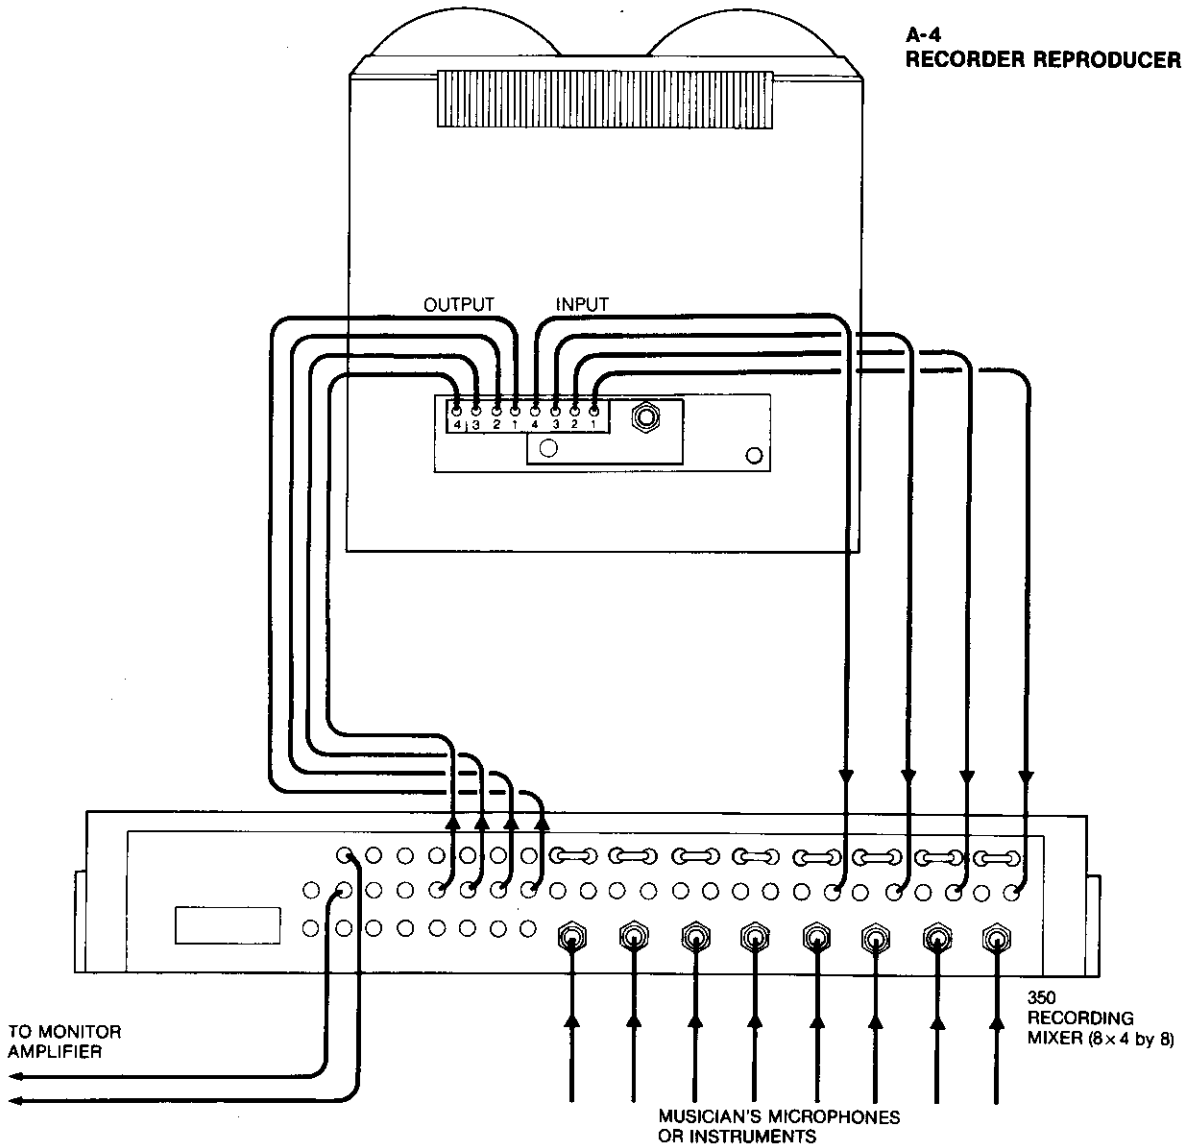 A-4
RECORDER REPRODUCER
OUTPUT INPUT
4 3 2 1 4 3 2 1
350
RECORDING
MIXER (8×4 by 8)
TO MONITOR
AMPLIFIER
MUSICIAN'S MICROPHONES
OR INSTRUMENTS